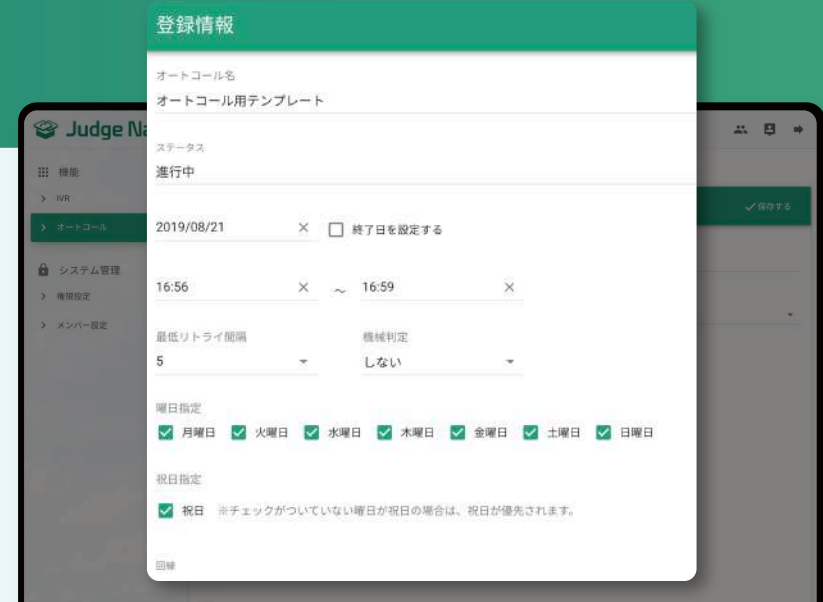 登録情報
オートコール名
オートコール用テンプレート
Judge Na
ステータス
進行中
機能
IVR
オートコール
保存する
2019/08/21 終了日を設定する
システム管理
権限設定
16:56 ～ 16:59
メンバー設定
最低リトライ間隔 機械判定
5 しない
曜日指定
月曜日 火曜日 水曜日 木曜日 金曜日 土曜日 日曜日
祝日指定
祝日 ※チェックがついていない曜日が祝日の場合は、祝日が優先されます。
回線